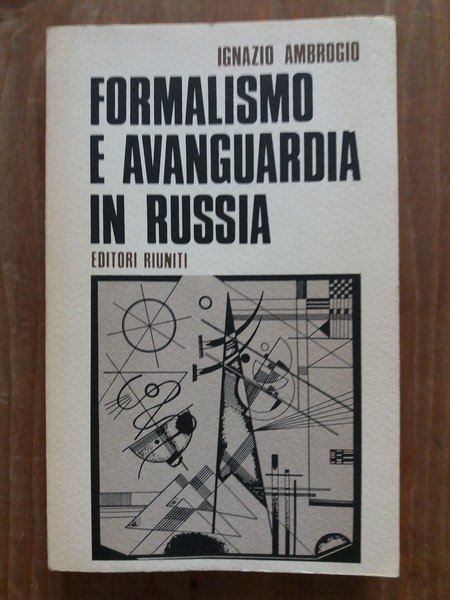 IGNAZIO AMBROGIO
FORMALISMO
E AVANGUARDIA
IN RUSSIA
EDITORI RIUNITI